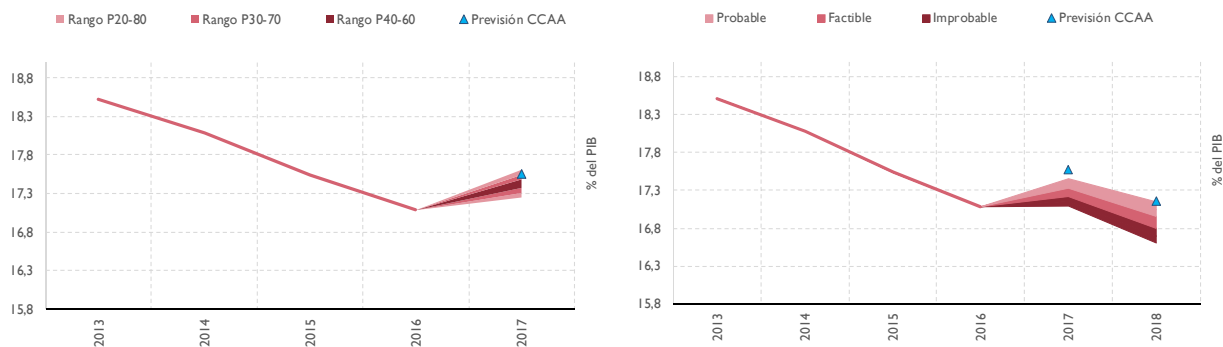 Rango P20-80 Rango P30-70 Rango P40-60 Previsión CCAA
18,8
18,3
17,8
17,3
16,8
16,3
15,8
% del PIB
2013 2014 2015 2016 2017
Probable Factible Improbable Previsión CCAA
18,8
18,3
17,8
17,3
16,8
16,3
15,8
% del PIB
2013 2014 2015 2016 2017 2018